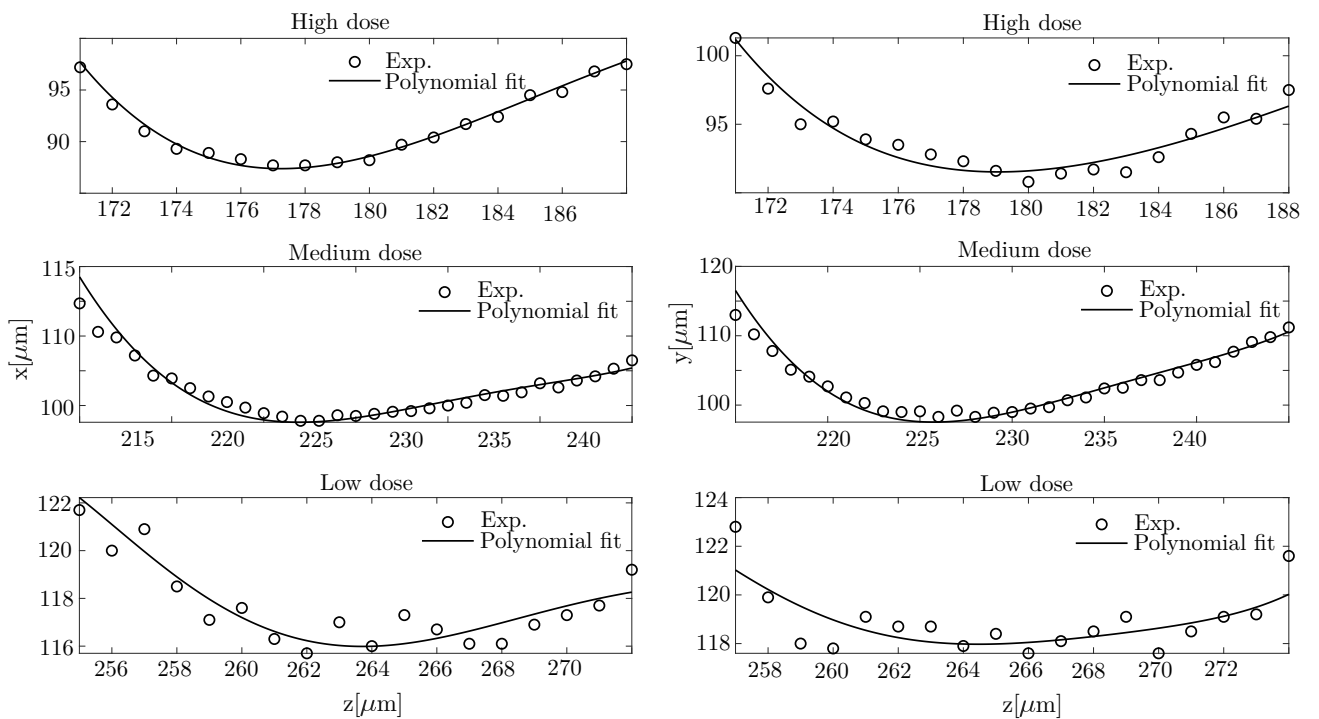 High dose
Exp.
Polynomial fit
95
90
172 174 176 178 180 182 184 186
High dose
Exp.
Polynomial fit
100
95
172 174 176 178 180 182 184 186 188
Medium dose
Exp.
Polynomial fit
115
110
100
x[μm]
215 220 225 230 235 240
Medium dose
Exp.
Polynomial fit
120
110
100
y[μm]
220 225 230 235 240
Low dose
Exp.
Polynomial fit
122
120
118
116
256 258 260 262 264 266 268 270
z[μm]
Low dose
Exp.
Polynomial fit
124
122
120
118
258 260 262 264 266 268 270 272
z[μm]